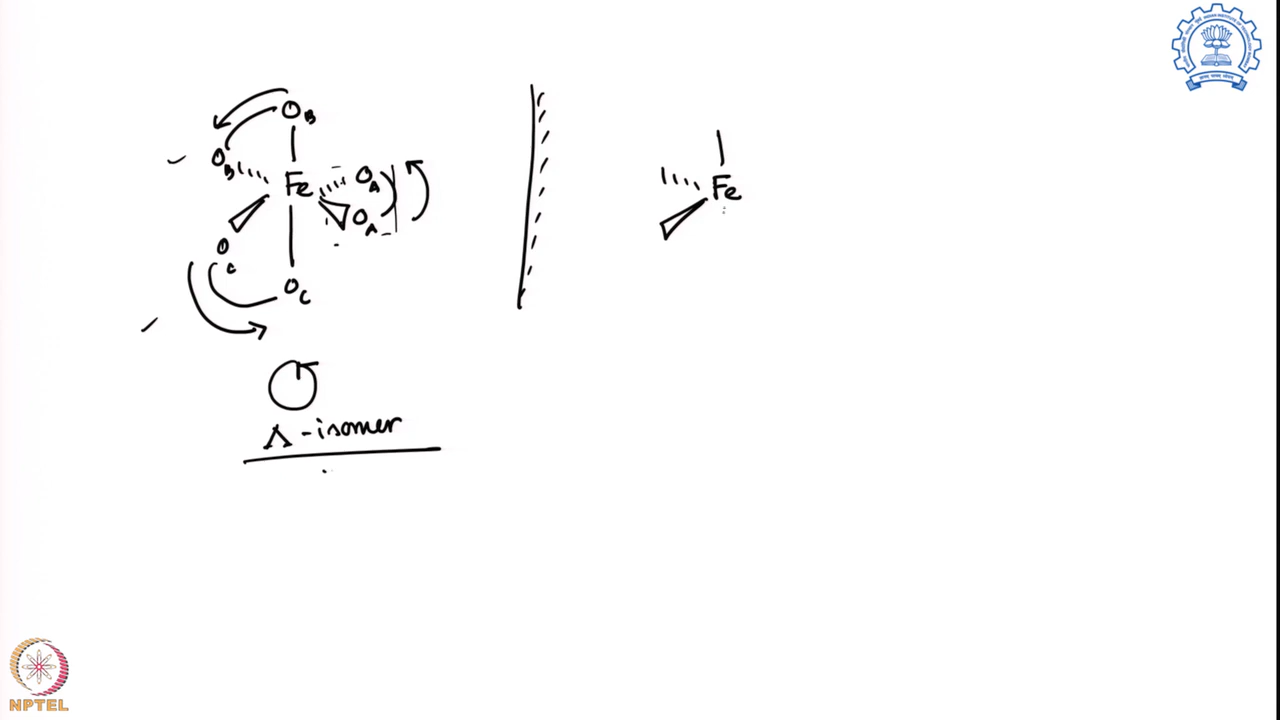 O_B
O_B
Fe O_A Fe
O_A
O_C
O_C
Λ-isomer
NPTEL